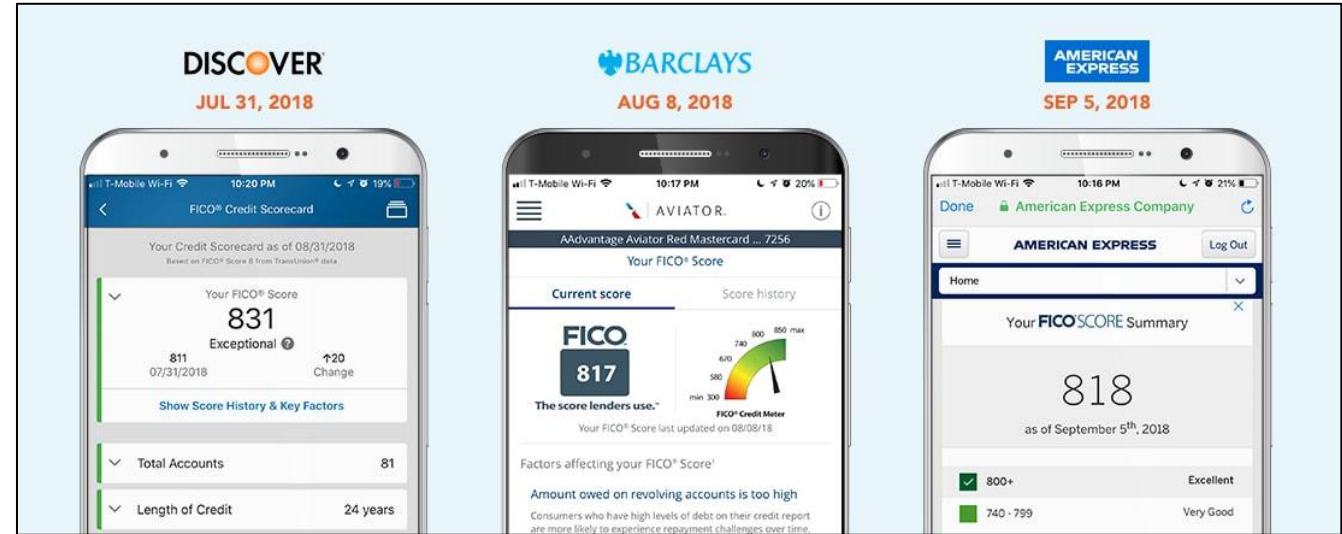 DISCOVER
JUL 31, 2018
T-Mobile Wi-Fi 10:20 PM 19%
FICO® Credit Scorecard
Your Credit Scorecard as of 08/31/2018
Based on FICO® Score 8 from TransUnion® data
Your FICO® Score
831
Exceptional ?
811 ↑20
07/31/2018 Change
Show Score History & Key Factors
Total Accounts 81
Length of Credit 24 years
BARCLAYS
AUG 8, 2018
T-Mobile Wi-Fi 10:17 PM 20%
AVIATOR.
AAdvantage Aviator Red Mastercard ... 7256
Your FICO® Score
Current score Score history
FICO
817
The score lenders use.™
min 300
580
670
740
800
850 max
FICO® Credit Meter
Your FICO® Score last updated on 08/08/18
Factors affecting your FICO® Score¹
Amount owed on revolving accounts is too high
Consumers who have high levels of debt on their credit report
are more likely to experience repayment challenges over time.
AMERICAN
EXPRESS
SEP 5, 2018
T-Mobile Wi-Fi 10:16 PM 21%
Done American Express Company
AMERICAN EXPRESS Log Out
Home
Your FICO® SCORE Summary
818
as of September 5th, 2018
800+ Excellent
740 - 799 Very Good